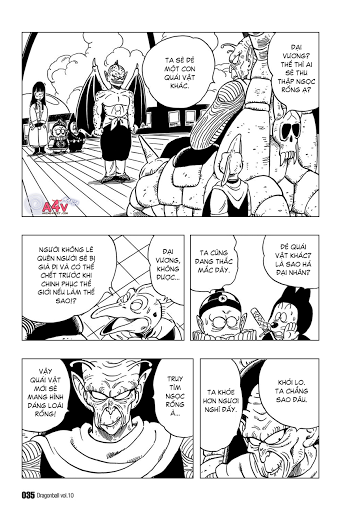 ĐẠI
VƯƠNG?
THẾ THÌ AI
SẼ THU
THẬP NGỌC
RỒNG Ạ?
TA SẼ ĐẺ
MỘT CON
QUÁI VẬT
KHÁC.
A4V
ĐẺ QUÁI
VẬT KHÁC?
LÀ SAO HẢ
ĐẠI NHÂN?
TA CŨNG
ĐANG THẮC
MẮC ĐÂY.
ĐẠI
VƯƠNG,
KHÔNG
ĐƯỢC...
NGƯỜI KHÔNG LẼ
QUÊN NGƯỜI SẼ BỊ
GIÀ ĐI VÀ CÓ THỂ
CHẾT TRƯỚC KHI
CHINH PHỤC THẾ
GIỚI NẾU LÀM THẾ
SAO!?
KHỎI LO.
TA CHẲNG
SAO ĐÂU.
TA KHỎE
HƠN NGƯƠI
NGHĨ ĐẤY.
TRUY
TÌM
NGỌC
RỒNG
À...
VẬY
QUÁI VẬT
MỚI SẼ
MANG HÌNH
DÁNG LOÀI
RỒNG!
035 Dragonball vol.10